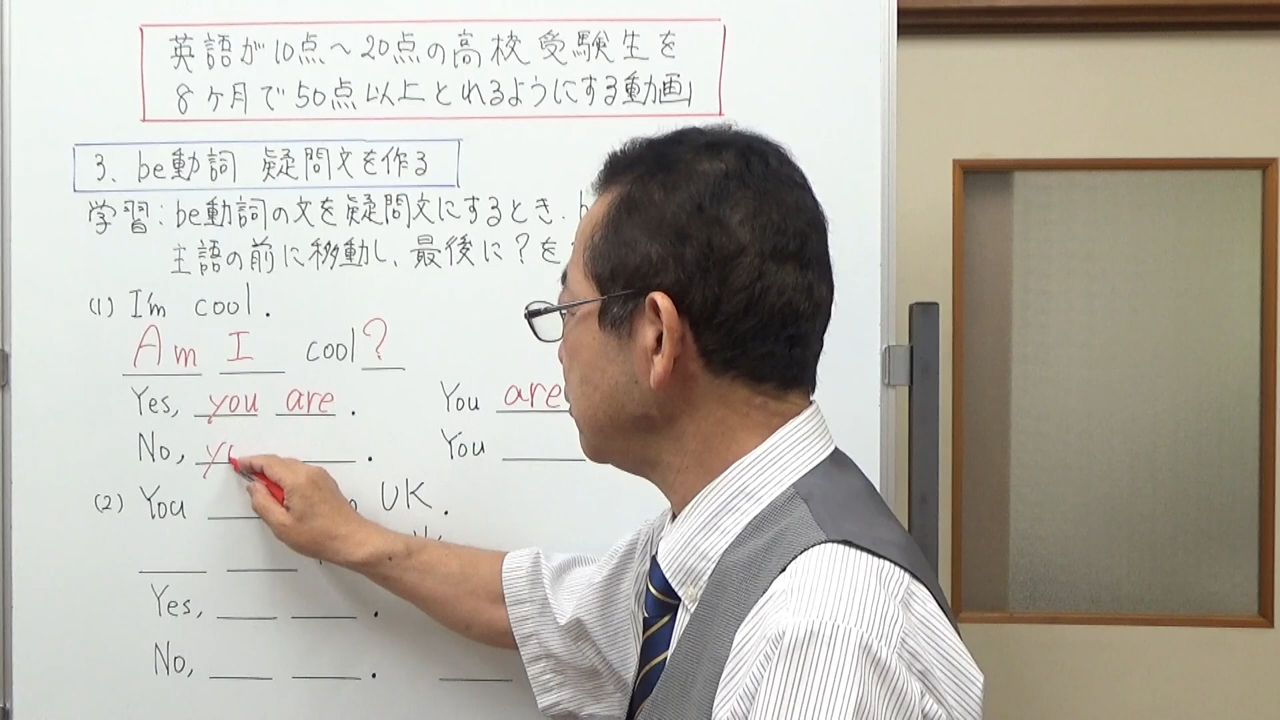 英語が10点～20点の高校受験生を
8ヶ月で50点以上とれるようにする動画
3、be動詞 疑問文を作る
学習：be動詞の文を疑問文にするとき、
主語の前に移動し、最後に？を
(1) I'm cool.
Am I cool?
Yes, you are. You are
No, You
(2) You UK.
Yes,
No,